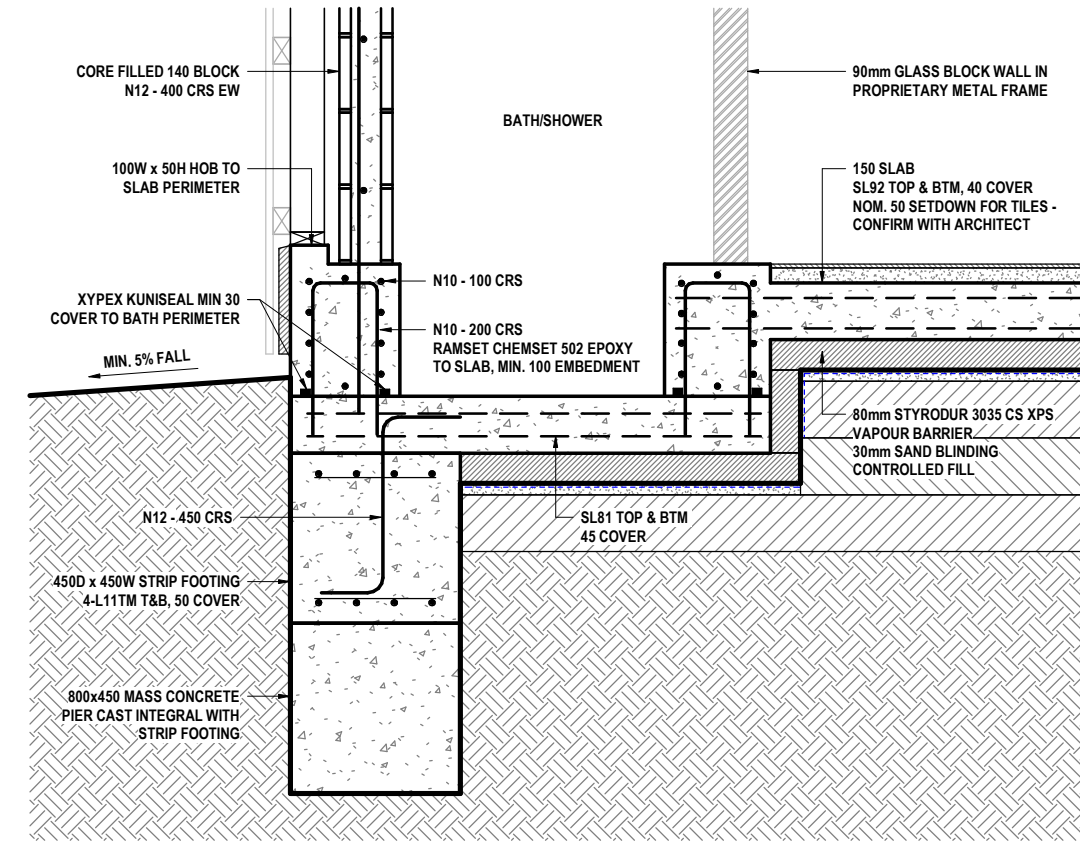 CORE FILLED 140 BLOCK
N12 - 400 CRS EW
BATH/SHOWER
90mm GLASS BLOCK WALL IN
PROPRIETARY METAL FRAME
100W x 50H HOB TO
SLAB PERIMETER
150 SLAB
SL92 TOP & BTM, 40 COVER
NOM. 50 SETDOWN FOR TILES -
CONFIRM WITH ARCHITECT
N10 - 100 CRS
XYPEX KUNISEAL MIN 30
COVER TO BATH PERIMETER
N10 - 200 CRS
RAMSET CHEMSET 502 EPOXY
TO SLAB, MIN. 100 EMBEDMENT
MIN. 5% FALL
80mm STYRODUR 3035 CS XPS
VAPOUR BARRIER
30mm SAND BLINDING
CONTROLLED FILL
N12 - 450 CRS
SL81 TOP & BTM
45 COVER
450D x 450W STRIP FOOTING
4-L11TM T&B, 50 COVER
800x450 MASS CONCRETE
PIER CAST INTEGRAL WITH
STRIP FOOTING